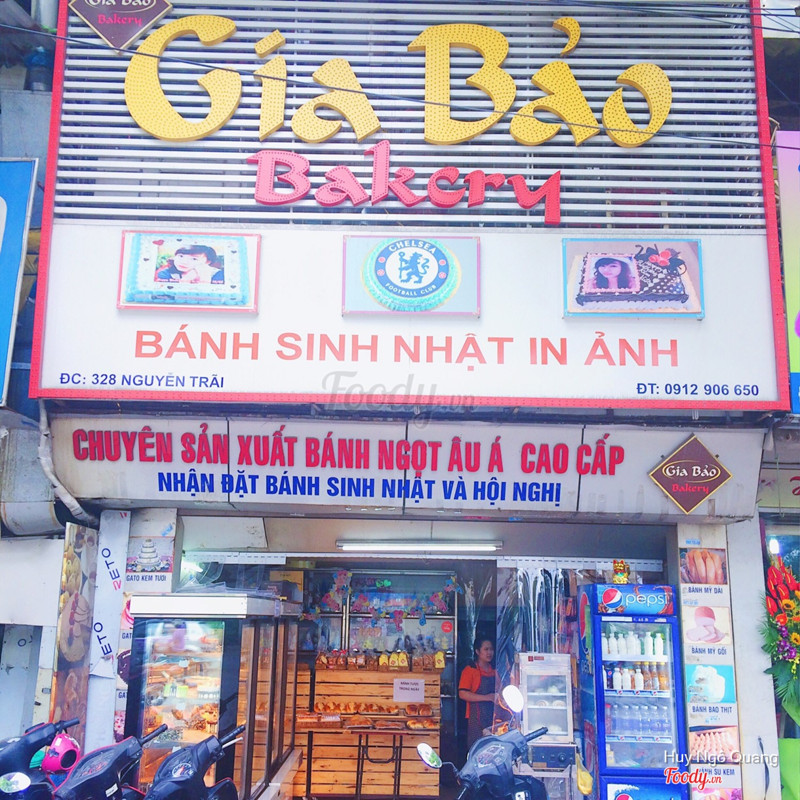 Gia Bảo
Bakery
Gia Bảo
Bakery
CHELSEA
FOOTBALL CLUB
BÁNH SINH NHẬT IN ẢNH
ĐC: 328 NGUYỄN TRÃI
ĐT: 0912 906 650
Foody.vn
CHUYÊN SẢN XUẤT BÁNH NGỌT ÂU Á CAO CẤP
NHẬN ĐẶT BÁNH SINH NHẬT VÀ HỘI NGHỊ
Gia Bảo
Bakery
GATO KEM TƯƠI
pepsi
BÁNH MỲ DÀI
BÁNH MỲ GỐI
BÁNH BAO THỊT
BÁNH SU KEM
pepsi
Huy Ngô Quang
Foody.vn